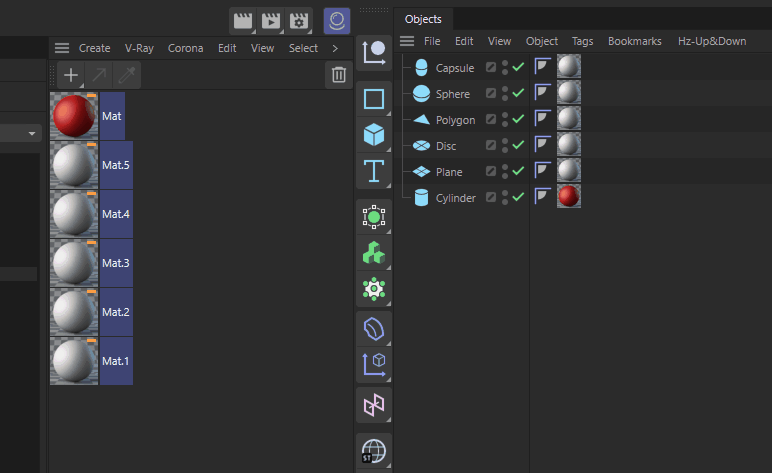 Objects
Create V-Ray Corona Edit View Select
File Edit View Object Tags Bookmarks Hz-Up&Down
Mat
Mat.5
Mat.4
Mat.3
Mat.2
Mat.1
Capsule
Sphere
Polygon
Disc
Plane
Cylinder
ST